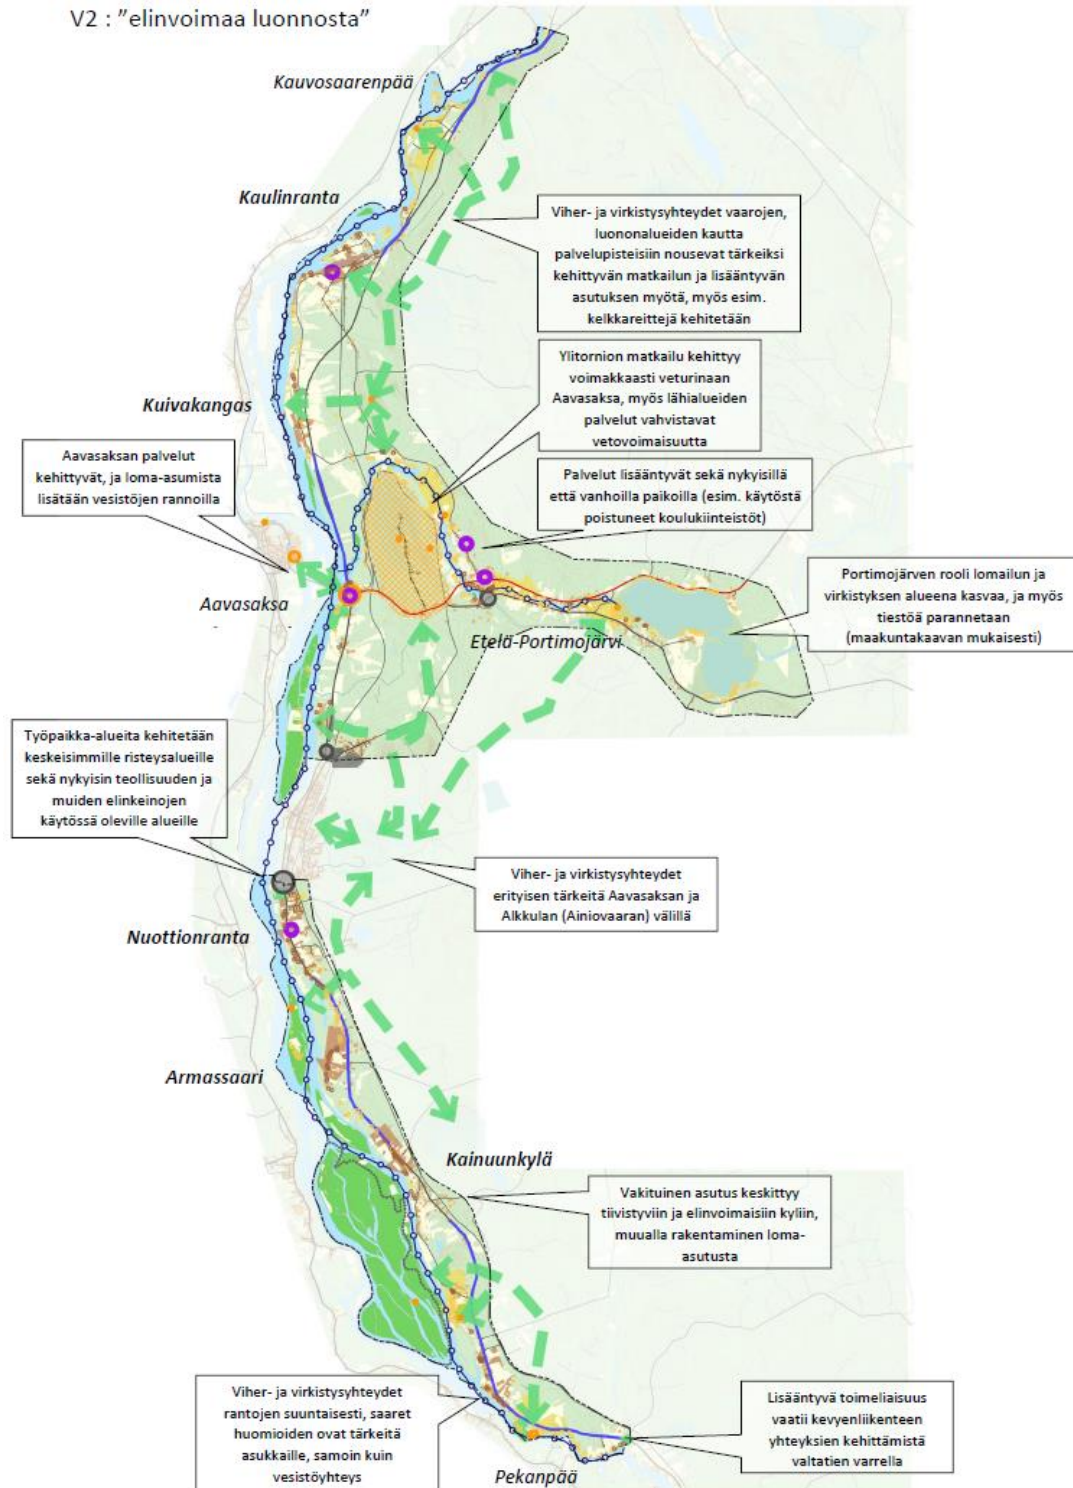 V2 : ”elinvoimaa luonnosta”
Kauvosaarenpää
Kaulinranta
Viher- ja virkistysyhteydet vaarojen,
luononalueiden kautta
palvelupisteisiin nousevat tärkeiksi
kehittyvän matkailun ja lisääntyvän
asutuksen myötä, myös esim.
kelkkareittejä kehitetään
Ylitornion matkailu kehittyy
voimakkaasti veturinaan
Aavasaksa, myös lähialueiden
palvelut vahvistavat
vetovoimaisuutta
Kuivakangas
Aavasaksan palvelut
kehittyvät, ja loma-asumista
lisätään vesistöjen rannoilla
Palvelut lisääntyvät sekä nykyisillä
että vanhoilla paikoilla (esim. käytöstä
poistuneet koulukiinteistöt)
Portimojärven rooli lomailun ja
virkistyksen alueena kasvaa, ja myös
tiestöä parannetaan
(maakuntakaavan mukaisesti)
Aavasaksa
Etelä-Portimojärvi
Työpaikka-alueita kehitetään
keskeisimmille risteysalueille
sekä nykyisin teollisuuden ja
muiden elinkeinojen
käytössä oleville alueille
Viher- ja virkistysyhteydet
erityisen tärkeitä Aavasaksan ja
Alkkulan (Ainiovaaran) välillä
Nuottionranta
Armassaari
Kainuunkylä
Vakituinen asutus keskittyy
tiivistyviin ja elinvoimaisiin kyliin,
muualla rakentaminen loma-
asutusta
Viher- ja virkistysyhteydet
rantojen suuntaisesti, saaret
huomioiden ovat tärkeitä
asukkaille, samoin kuin
vesistöyhteys
Lisääntyvä toimeliaisuus
vaatii kevyenliikenteen
yhteyksien kehittämistä
valtatien varrella
Pekanpää